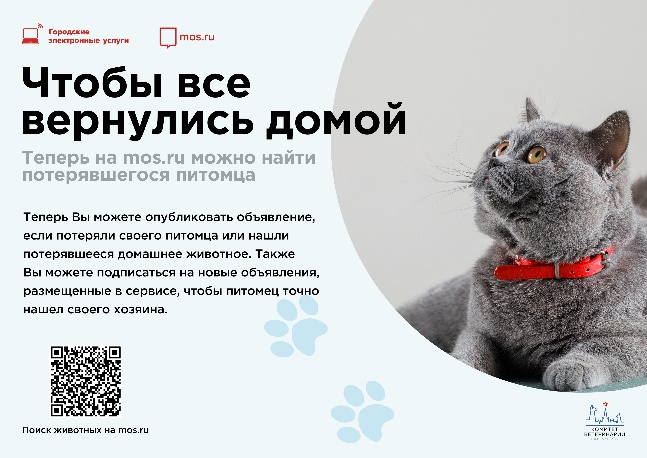 Городские
электронные услуги
mos.ru
Чтобы все
вернулись домой
Теперь на mos.ru можно найти
потерявшегося питомца
Теперь Вы можете опубликовать объявление,
если потеряли своего питомца или нашли
потерявшееся домашнее животное. Также
Вы можете подписаться на новые объявления,
размещенные в сервисе, чтобы питомец точно
нашел своего хозяина.
Поиск животных на mos.ru
КОМИТЕТ
ВЕТЕРИНАРИИ